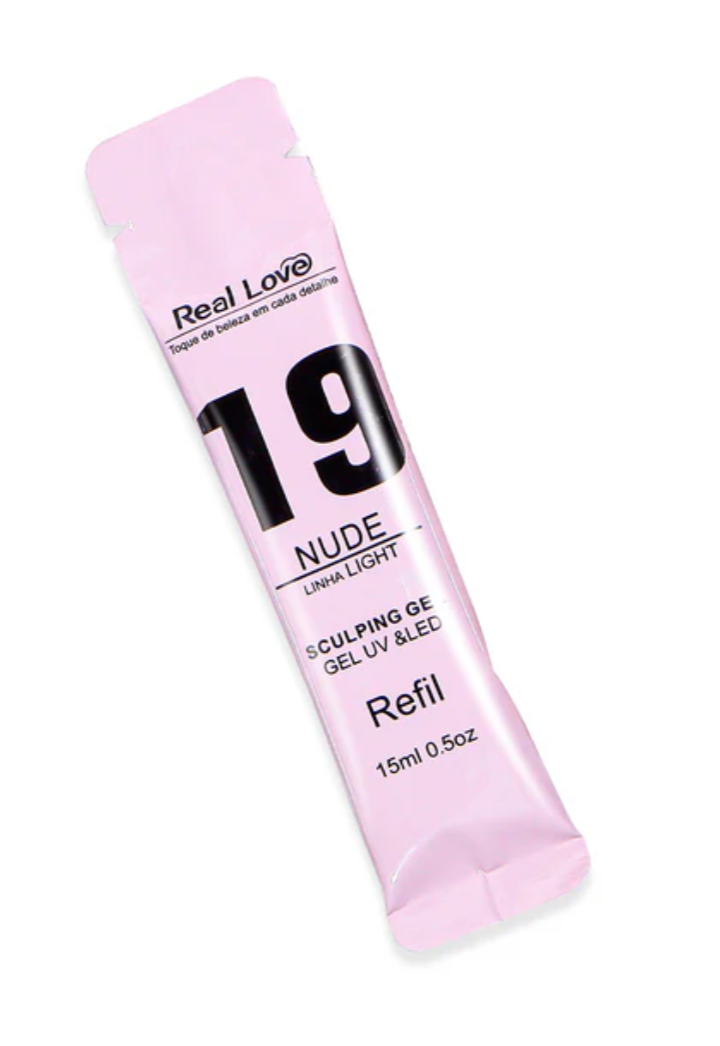 Real Love
Toque de beleza em cada detalhe
19
NUDE
LINHA LIGHT
SCULPING GE
GEL UV &LED
Refil
15ml 0.5oz